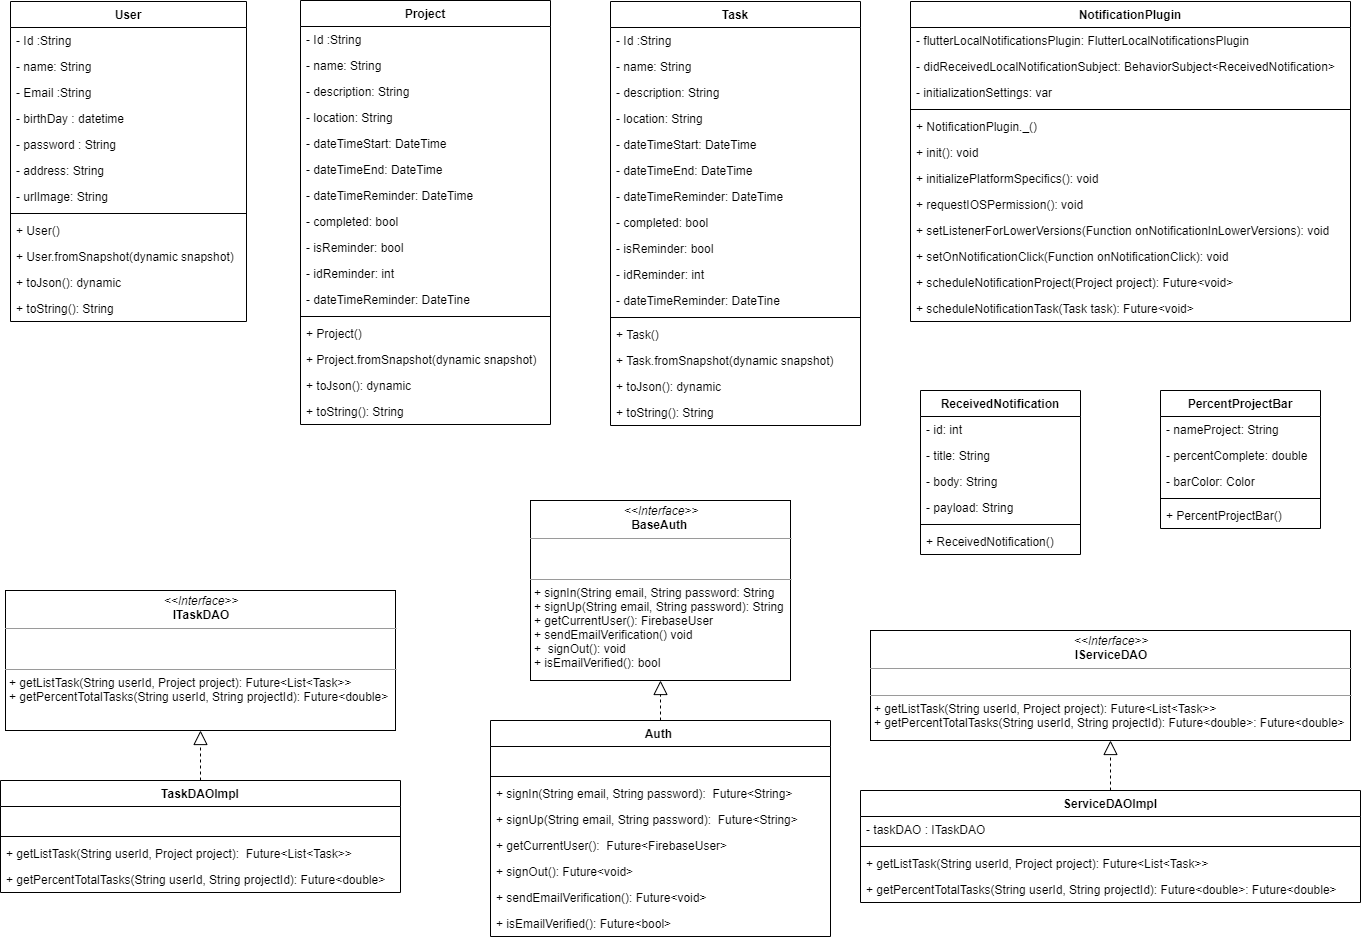 User
- Id :String
- name: String
- Email :String
- birthDay : datetime
- password : String
- address: String
- urlImage: String
+ User()
+ User.fromSnapshot(dynamic snapshot)
+ toJson(): dynamic
+ toString(): String
Project
- Id :String
- name: String
- description: String
- location: String
- dateTimeStart: DateTime
- dateTimeEnd: DateTime
- dateTimeReminder: DateTime
- completed: bool
- isReminder: bool
- idReminder: int
- dateTimeReminder: DateTine
+ Project()
+ Project.fromSnapshot(dynamic snapshot)
+ toJson(): dynamic
+ toString(): String
Task
- Id :String
- name: String
- description: String
- location: String
- dateTimeStart: DateTime
- dateTimeEnd: DateTime
- dateTimeReminder: DateTime
- completed: bool
- isReminder: bool
- idReminder: int
- dateTimeReminder: DateTine
+ Task()
+ Task.fromSnapshot(dynamic snapshot)
+ toJson(): dynamic
+ toString(): String
NotificationPlugin
- flutterLocalNotificationsPlugin: FlutterLocalNotificationsPlugin
- didReceivedLocalNotificationSubject: BehaviorSubject<ReceivedNotification>
- initializationSettings: var
+ NotificationPlugin._()
+ init(): void
+ initializePlatformSpecifics(): void
+ requestIOSPermission(): void
+ setListenerForLowerVersions(Function onNotificationInLowerVersions): void
+ setOnNotificationClick(Function onNotificationClick): void
+ scheduleNotificationProject(Project project): Future<void>
+ scheduleNotificationTask(Task task): Future<void>
ReceivedNotification
- id: int
- title: String
- body: String
- payload: String
+ ReceivedNotification()
PercentProjectBar
- nameProject: String
- percentComplete: double
- barColor: Color
+ PercentProjectBar()
<<Interface>>
BaseAuth
+ signIn(String email, String password: String
+ signUp(String email, String password): String
+ getCurrentUser(): FirebaseUser
+ sendEmailVerification() void
+ signOut(): void
+ isEmailVerified(): bool
<<Interface>>
ITaskDAO
+ getListTask(String userId, Project project): Future<List<Task>>
+ getPercentTotalTasks(String userId, String projectId): Future<double>
<<Interface>>
IServiceDAO
+ getListTask(String userId, Project project): Future<List<Task>>
+ getPercentTotalTasks(String userId, String projectId): Future<double>: Future<double>
TaskDAOImpl
+ getListTask(String userId, Project project): Future<List<Task>>
+ getPercentTotalTasks(String userId, String projectId): Future<double>
Auth
+ signIn(String email, String password): Future<String>
+ signUp(String email, String password): Future<String>
+ getCurrentUser(): Future<FirebaseUser>
+ signOut(): Future<void>
+ sendEmailVerification(): Future<void>
+ isEmailVerified(): Future<bool>
ServiceDAOImpl
- taskDAO : ITaskDAO
+ getListTask(String userId, Project project): Future<List<Task>>
+ getPercentTotalTasks(String userId, String projectId): Future<double>: Future<double>